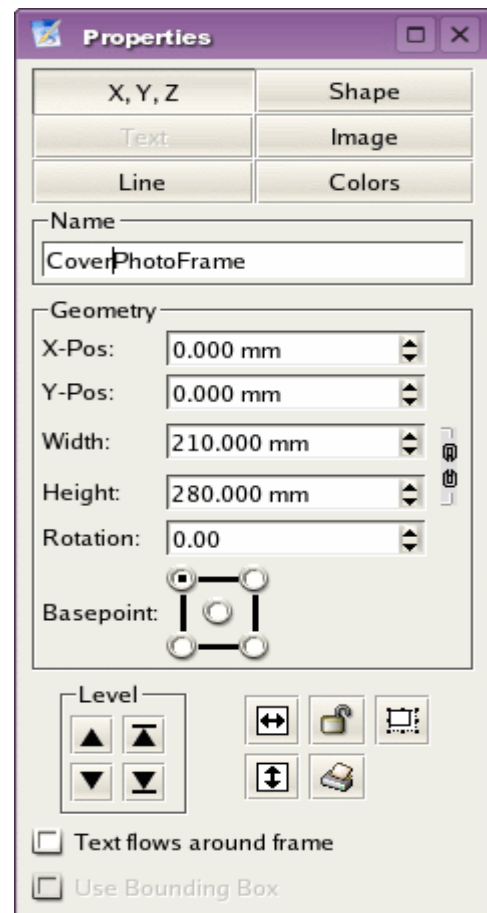 Properties
X, Y, Z
Shape
Text
Image
Line
Colors
Name
CoverPhotoFrame
Geometry
X-Pos: 0.000 mm
Y-Pos: 0.000 mm
Width: 210.000 mm
Height: 280.000 mm
Rotation: 0.00
Basepoint:
Level
Text flows around frame
Use Bounding Box